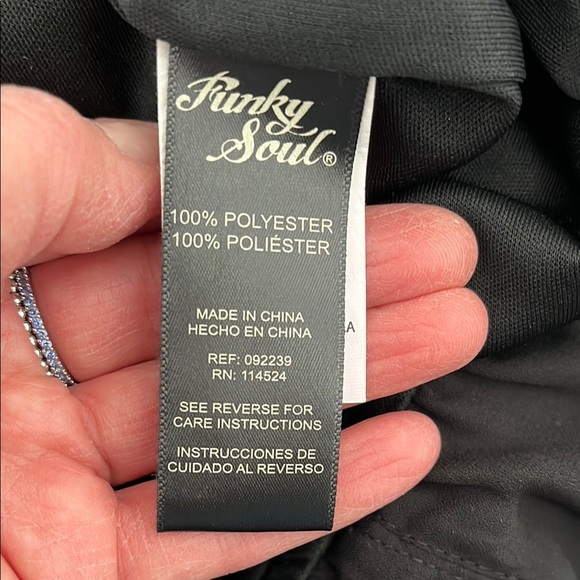 Funky
Soul®
100% POLYESTER
100% POLIÉSTER
MADE IN CHINA
HECHO EN CHINA
A
REF: 092239
RN: 114524
SEE REVERSE FOR
CARE INSTRUCTIONS
INSTRUCCIONES DE
CUIDADO AL REVERSO